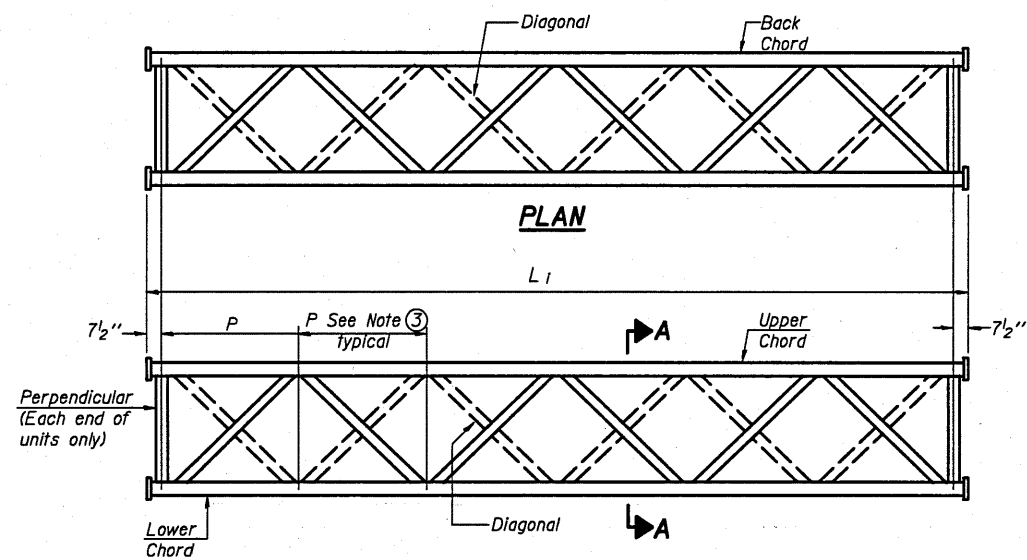 Diagonal
Back
Chord
PLAN
L i
7½"
P
P See Note ③
typical
A
Upper
Chord
7½"
Perpendicular
(Each end of
units only)
Lower
Chord
Diagonal
A